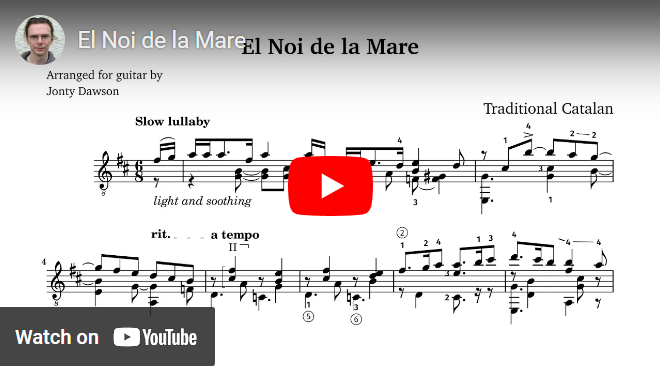 El Noi de la Mare
El Noi de la Mare
Arranged for guitar by
Jonty Dawson
Traditional Catalan
Slow lullaby
light and soothing
rit. a tempo
II
Watch on YouTube